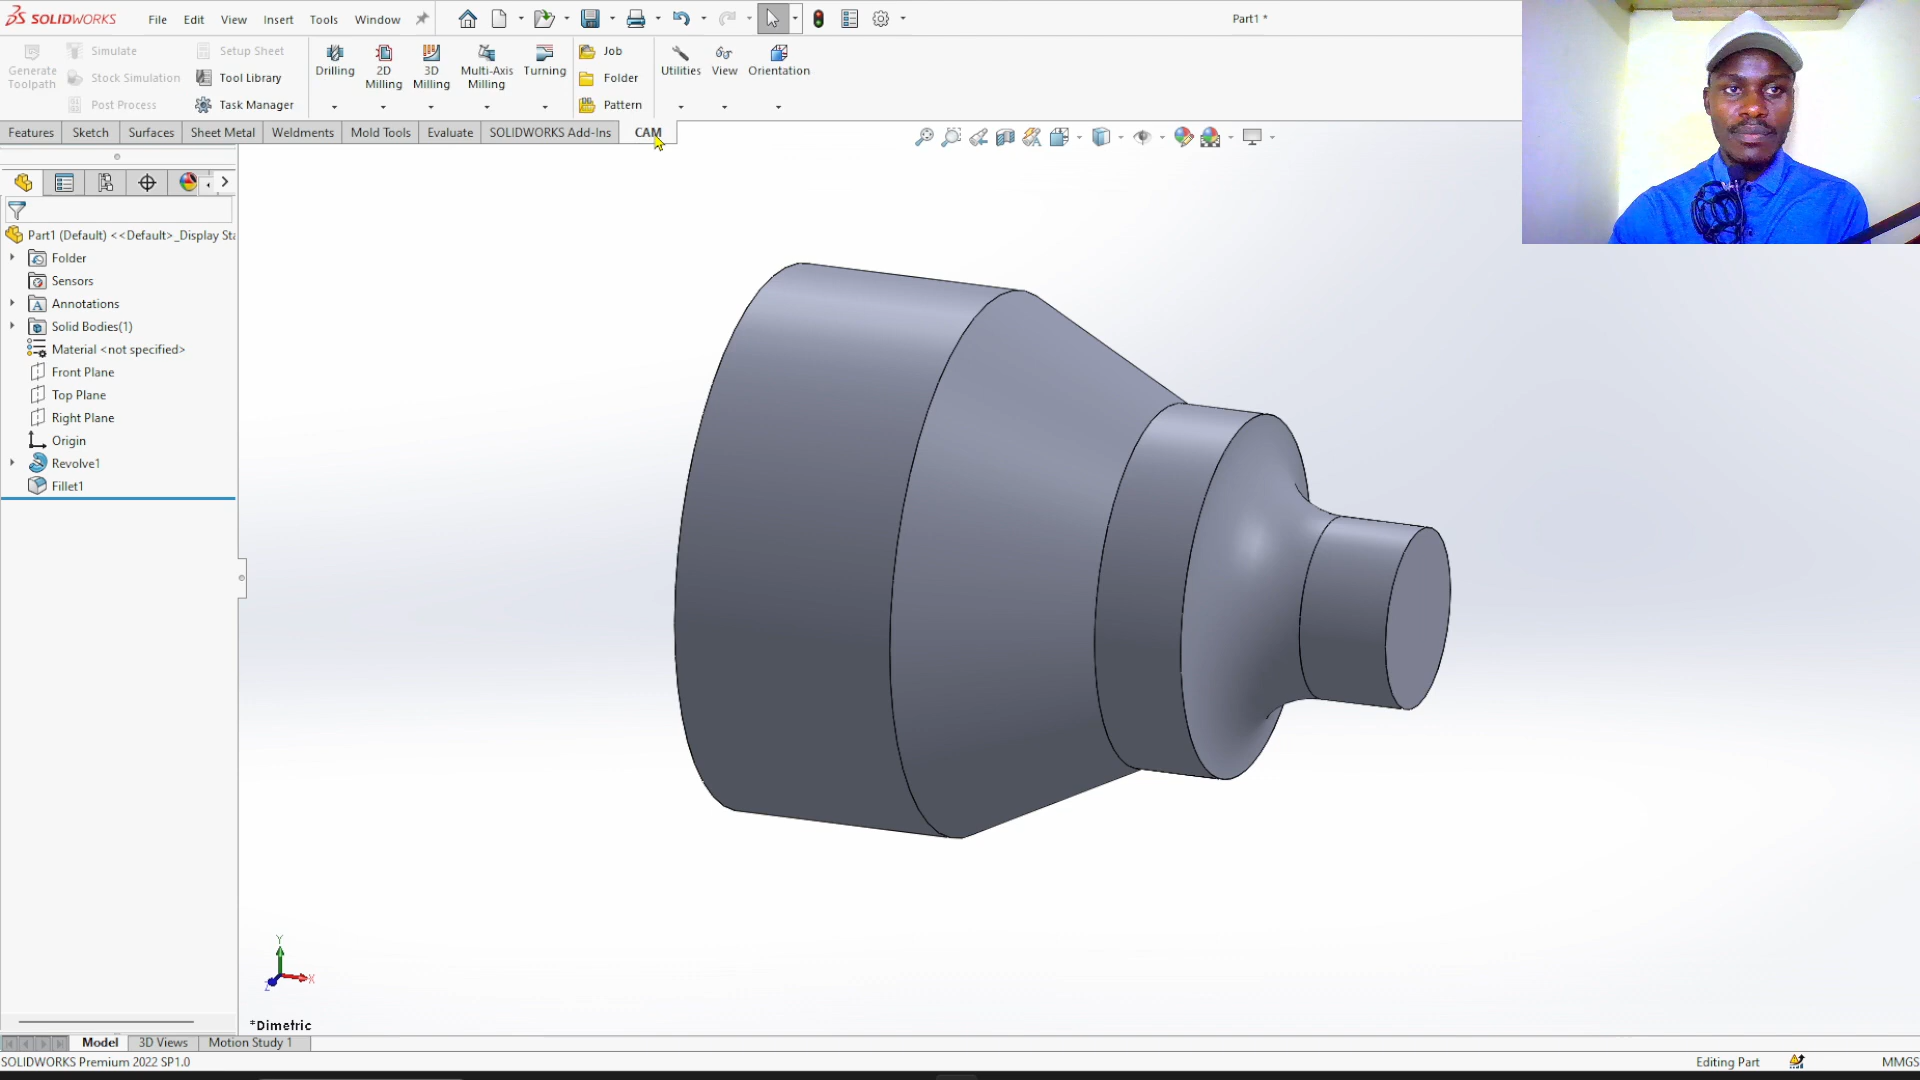 SOLIDWORKS File Edit View Insert Tools Window Part1 *
Generate Toolpath
Simulate
Stock Simulation
Post Process
Setup Sheet
Tool Library
Task Manager
Drilling
2D Milling
3D Milling
Multi-Axis Milling
Turning
Job
Folder
Pattern
Utilities
View
Orientation
Features Sketch Surfaces Sheet Metal Weldments Mold Tools Evaluate SOLIDWORKS Add-Ins CAM
Part1 (Default) <<Default>_Display Sta
Folder
Sensors
Annotations
Solid Bodies(1)
Material <not specified>
Front Plane
Top Plane
Right Plane
Origin
Revolve1
Fillet1
Y
X
Z
*Dimetric
Model 3D Views Motion Study 1
SOLIDWORKS Premium 2022 SP1.0 Editing Part MMGS